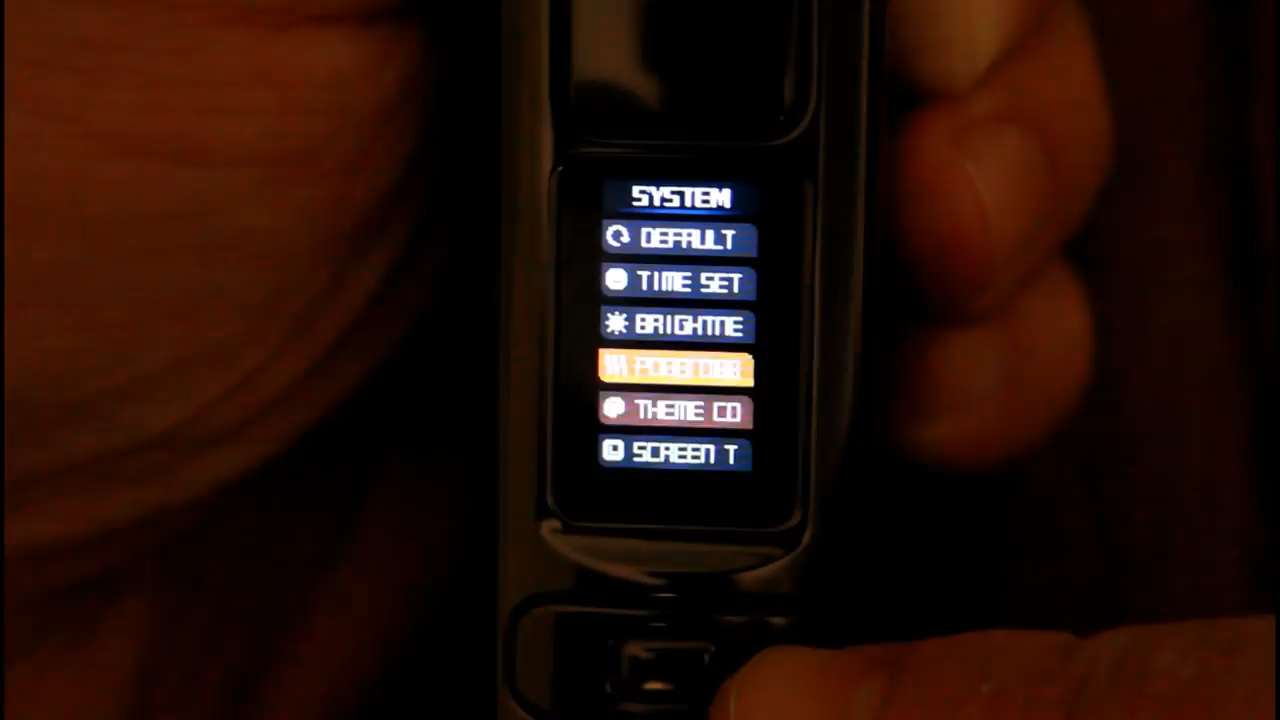 SYSTEM
DEFAULT
TIME SET
BRIGHTNE
THEME CO
SCREEN T